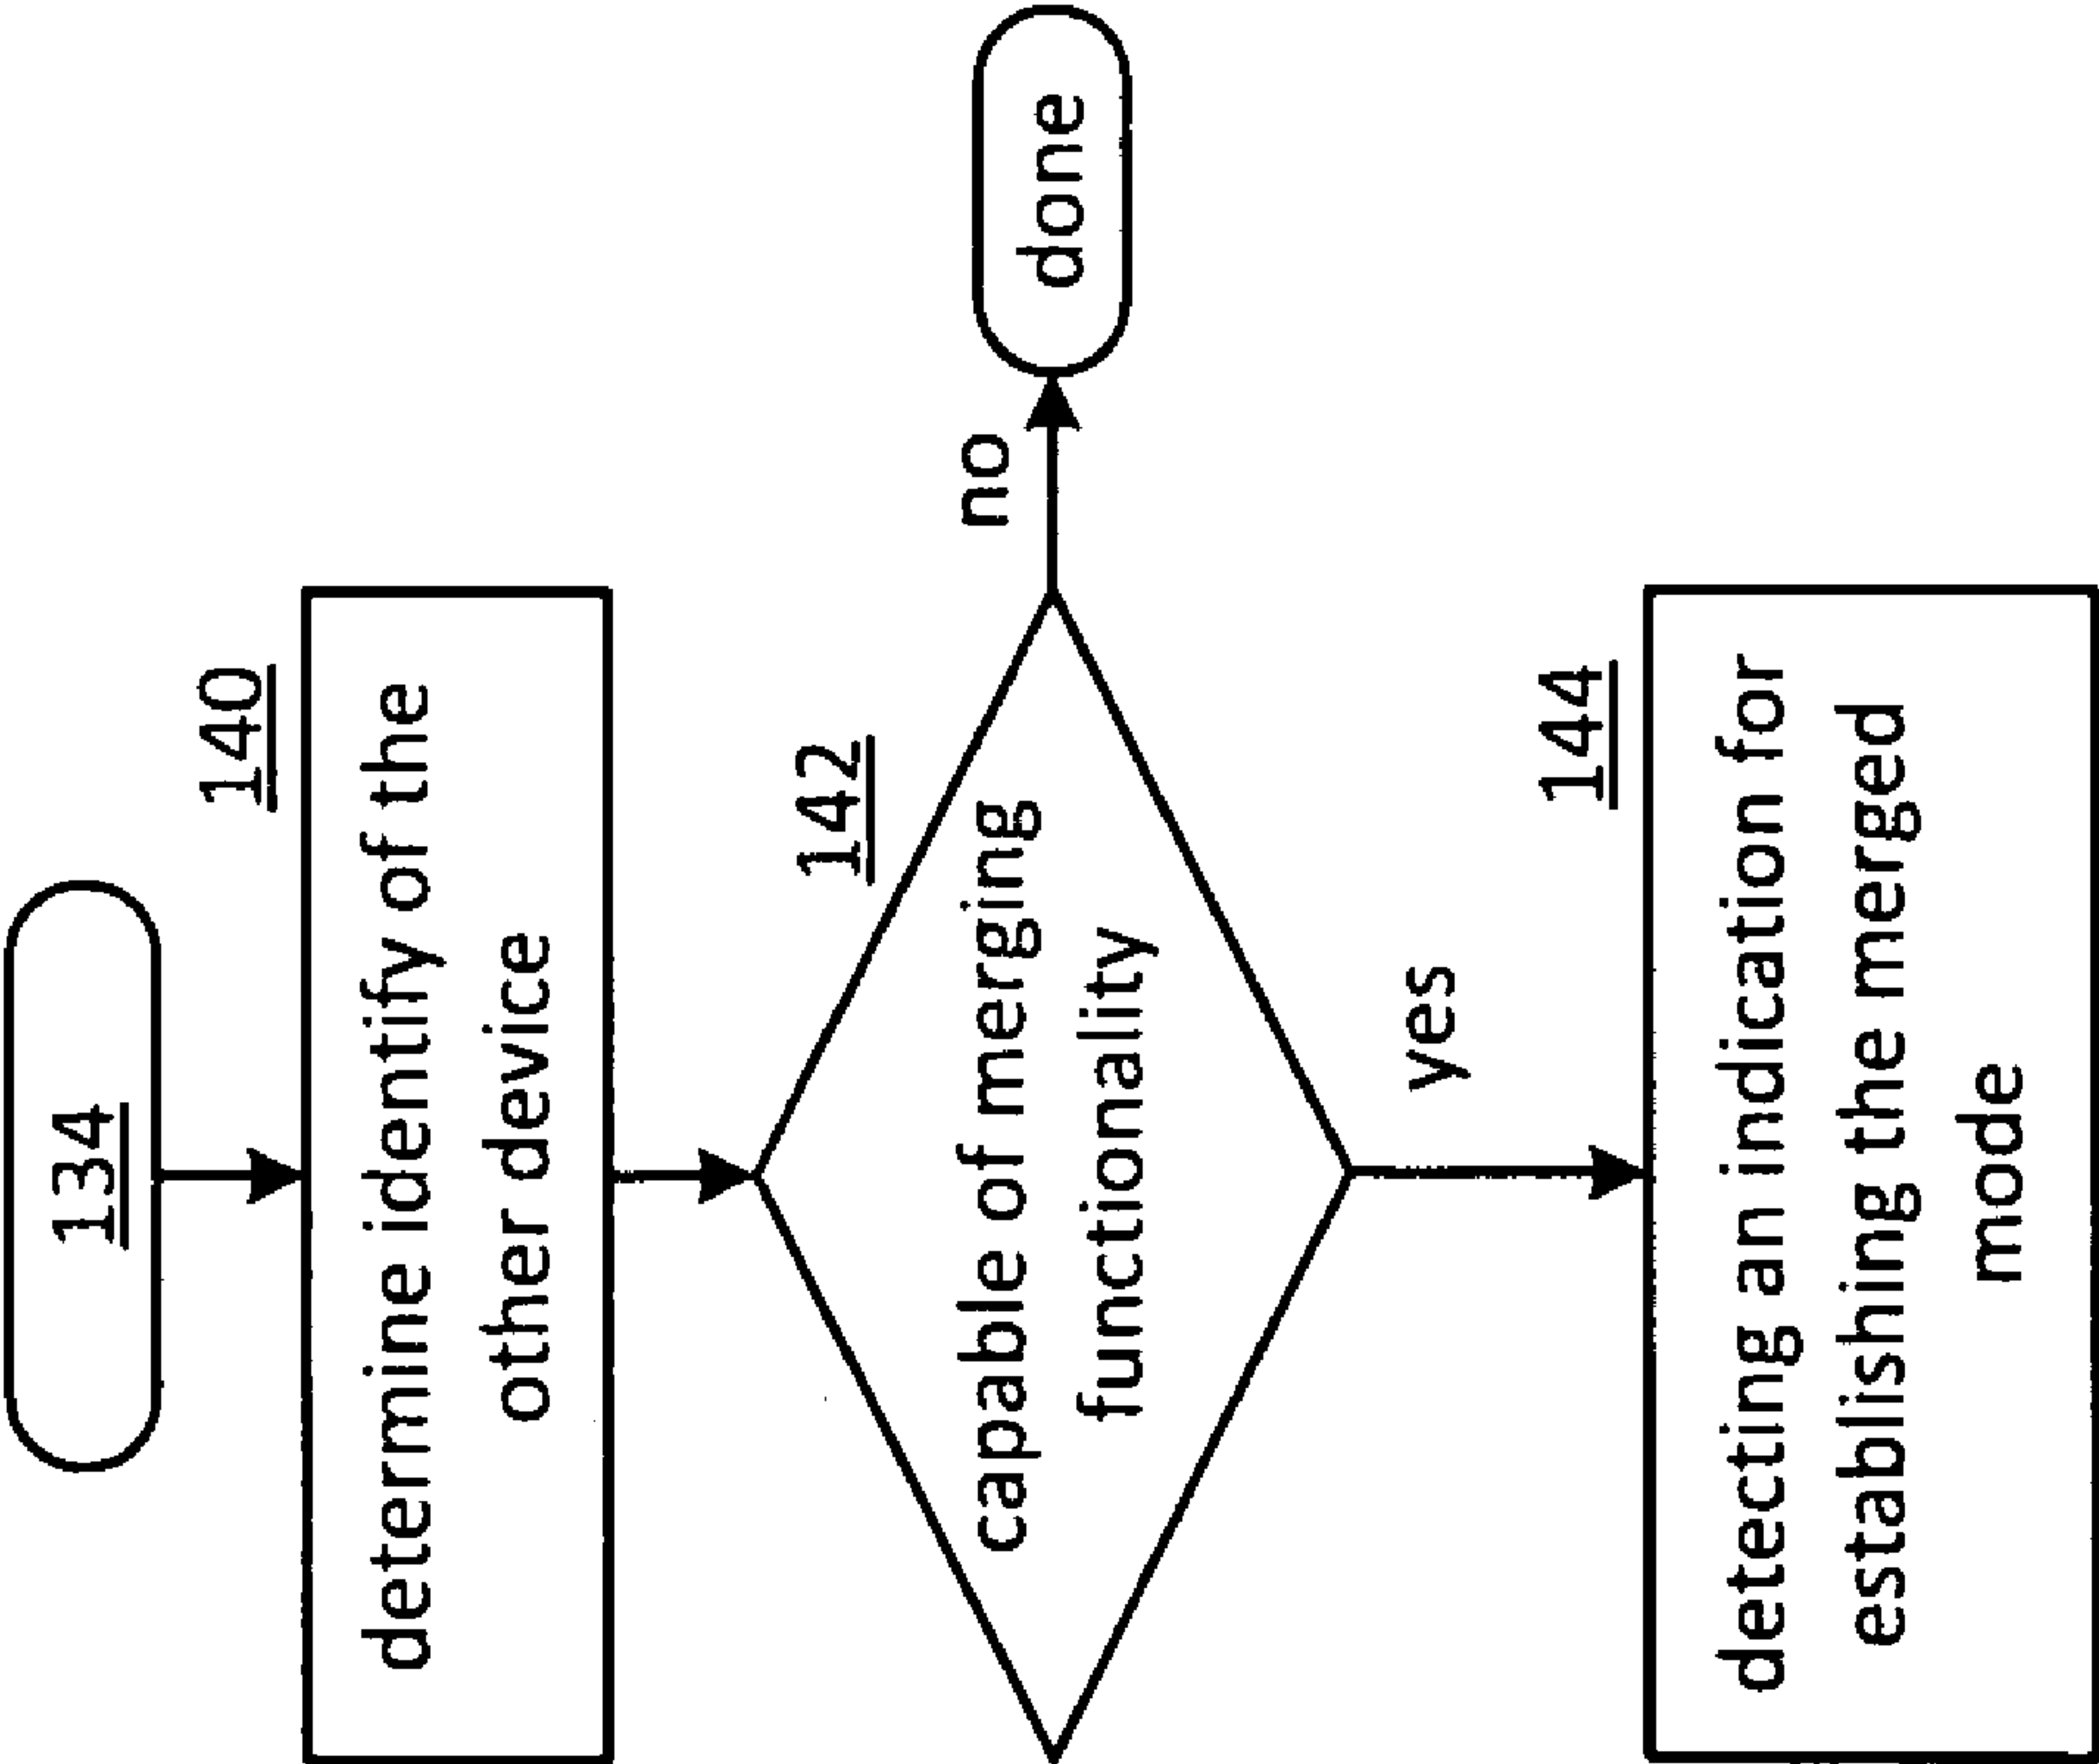 134
140
determine identify of the
other device
142
capable of merging
functionality
no
done
yes
144
detecting an indication for
establishing the merged
mode